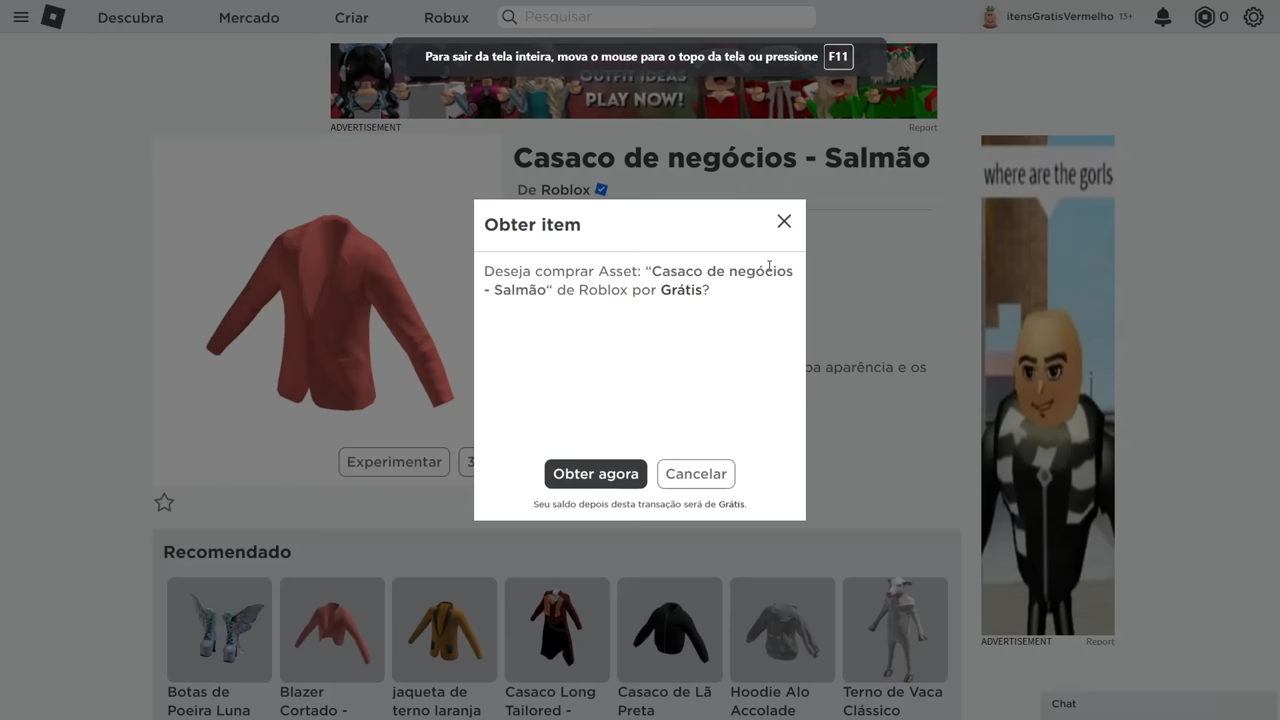 Descubra
Mercado
Criar
Robux
Pesquisar
itensGratisVermelho 13+
0
Para sair da tela inteira, mova o mouse para o topo da tela ou pressione F11
OUTFIT IDEAS
PLAY NOW!
ADVERTISEMENT
Report
Casaco de negócios - Salmão
De Roblox
where are the gorls
Obter item
Deseja comprar Asset: “Casaco de negócios
- Salmão“ de Roblox por Grátis?
pa aparência e os
Experimentar
3
Obter agora
Cancelar
Seu saldo depois desta transação será de Grátis.
Recomendado
ADVERTISEMENT
Report
Botas de
Poeira Luna
Blazer
Cortado -
jaqueta de
terno laranja
Casaco Long
Tailored -
Casaco de Lã
Preta
Hoodie Alo
Accolade
Terno de Vaca
Clássico
Chat